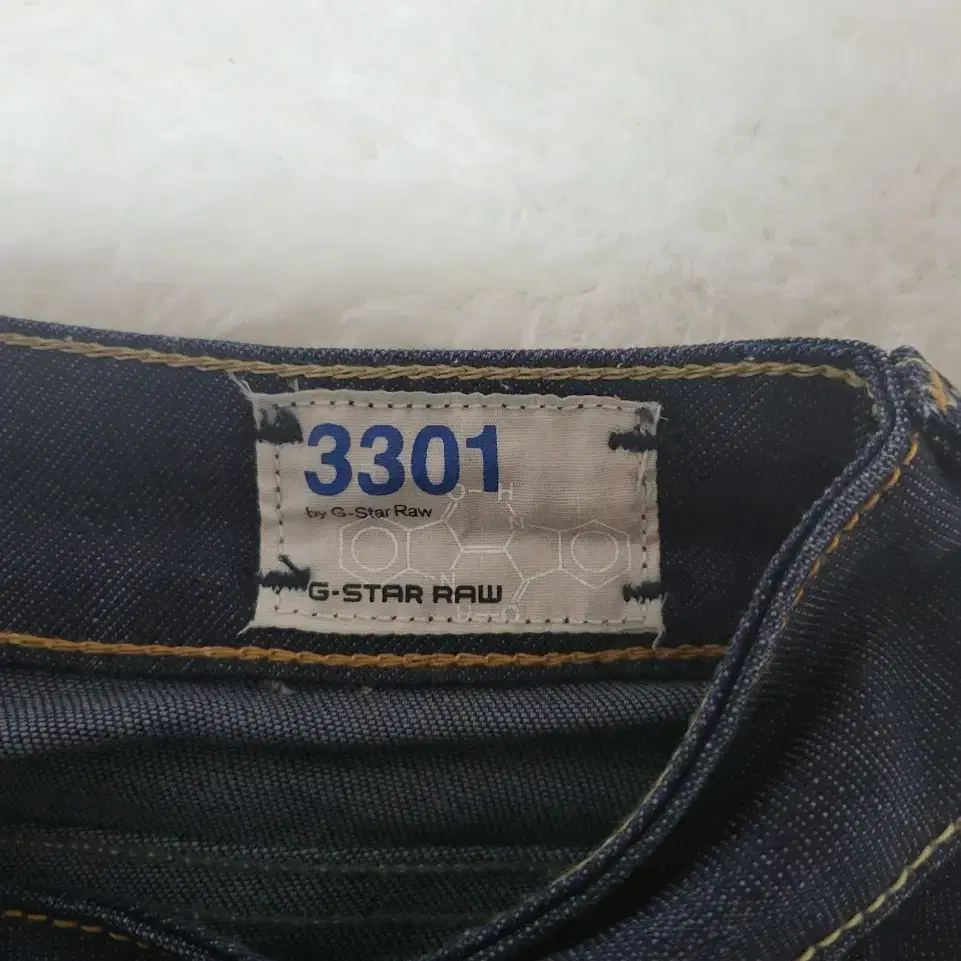 3301
by G-Star Raw
O H
N
N
H O
G-STAR RAW